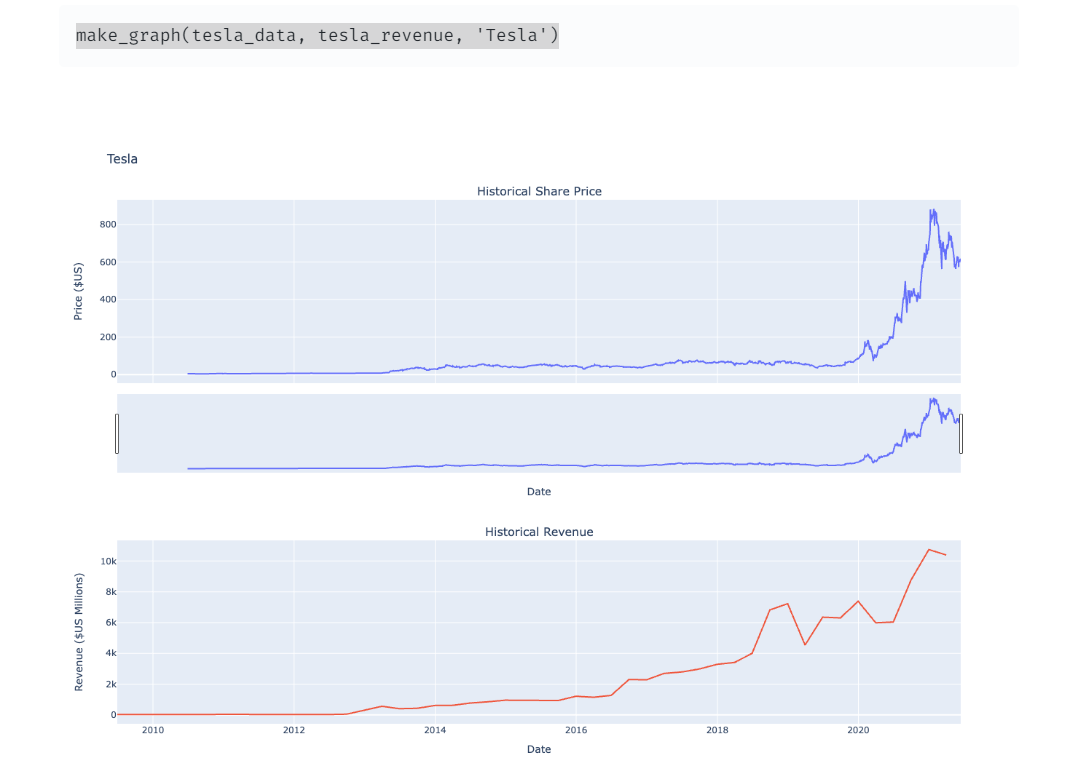 make_graph(tesla_data, tesla_revenue, 'Tesla')
Tesla
Historical Share Price
800
600
400
200
0
Price ($US)
Date
Historical Revenue
10k
8k
6k
4k
2k
0
Revenue ($US Millions)
2010 2012 2014 2016 2018 2020
Date